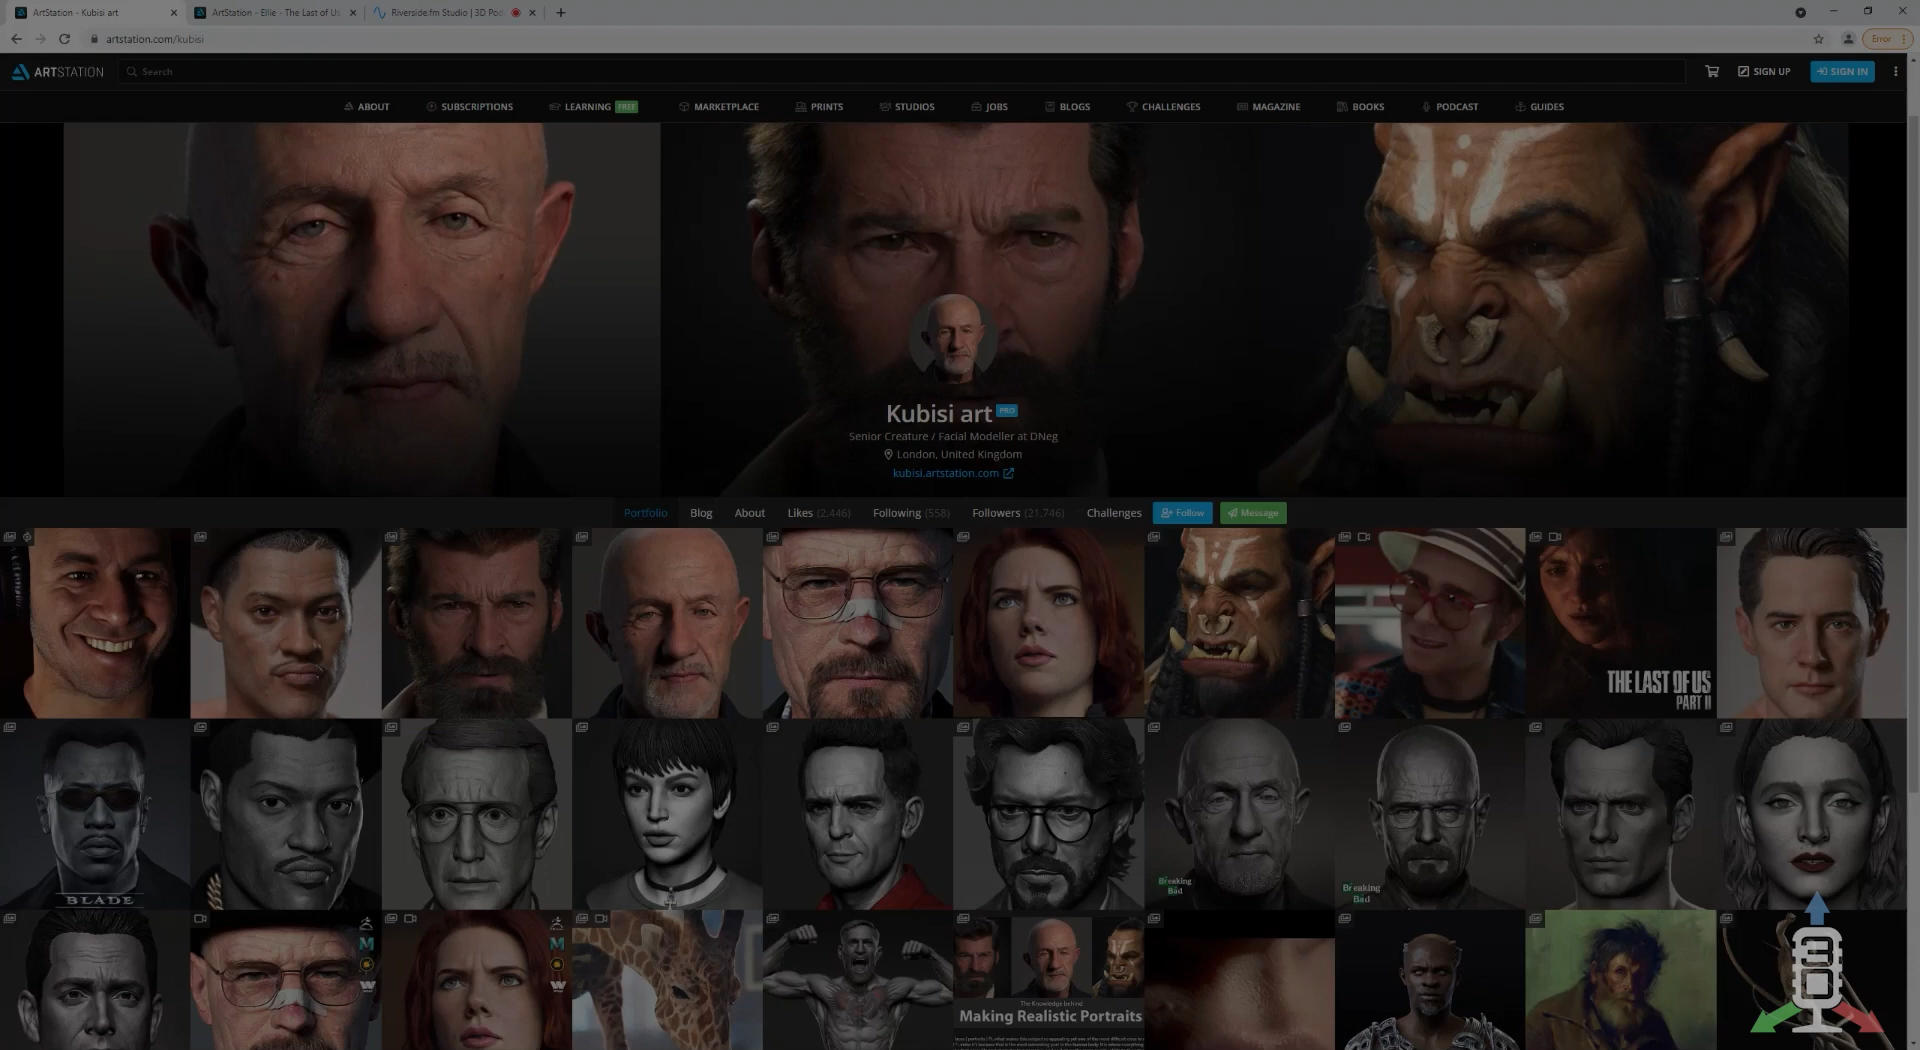 ArtStation - Kubisi art
ArtStation - Ellie - The Last of Us
Riverside.fm Studio | 3D Pod
artstation.com/kubisi
Error
ARTSTATION
Search
SIGN UP
SIGN IN
ABOUT
SUBSCRIPTIONS
LEARNING FREE
MARKETPLACE
PRINTS
STUDIOS
JOBS
BLOGS
CHALLENGES
MAGAZINE
BOOKS
PODCAST
GUIDES
Kubisi art PRO
Senior Creature / Facial Modeller at DNeg
London, United Kingdom
kubisi.artstation.com
Portfolio
Blog
About
Likes (2,446)
Following (558)
Followers (21,746)
Challenges
Follow
Message
THE LAST OF US
PART II
BLADE
Breaking
Bad
Breaking
Bad
The Knowledge behind
Making Realistic Portraits